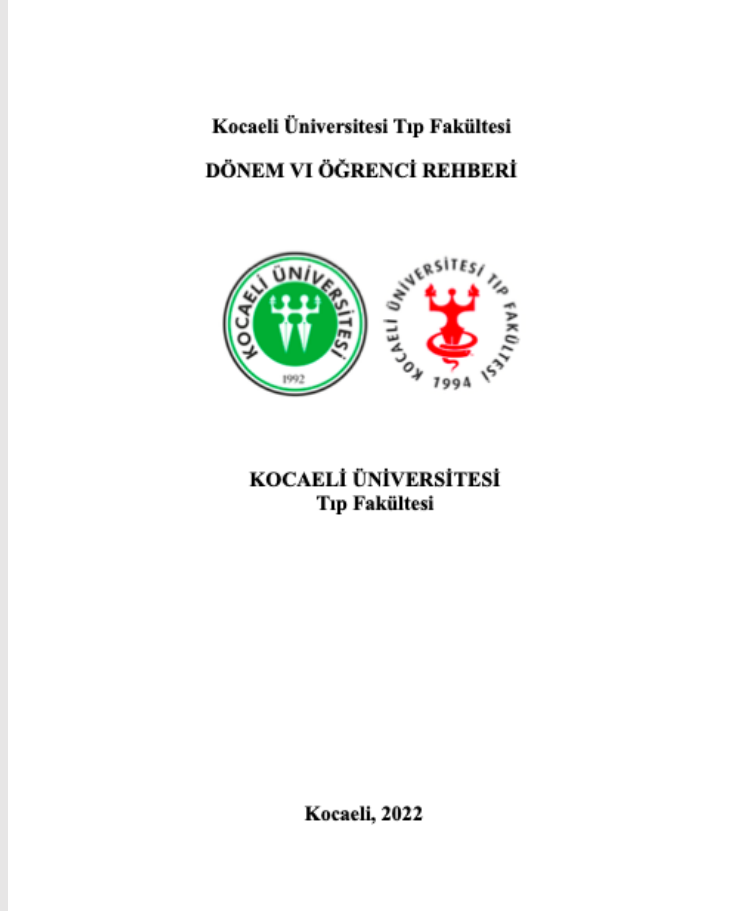 Kocaeli Üniversitesi Tıp Fakültesi
DÖNEM VI ÖĞRENCİ REHBERİ
KOCAELİ ÜNİVERSİTESİ
1992
KOCAELİ ÜNİVERSİTESİ TIP FAKÜLTESİ
1994
KOCAELİ ÜNİVERSİTESİ
Tıp Fakültesi
Kocaeli, 2022